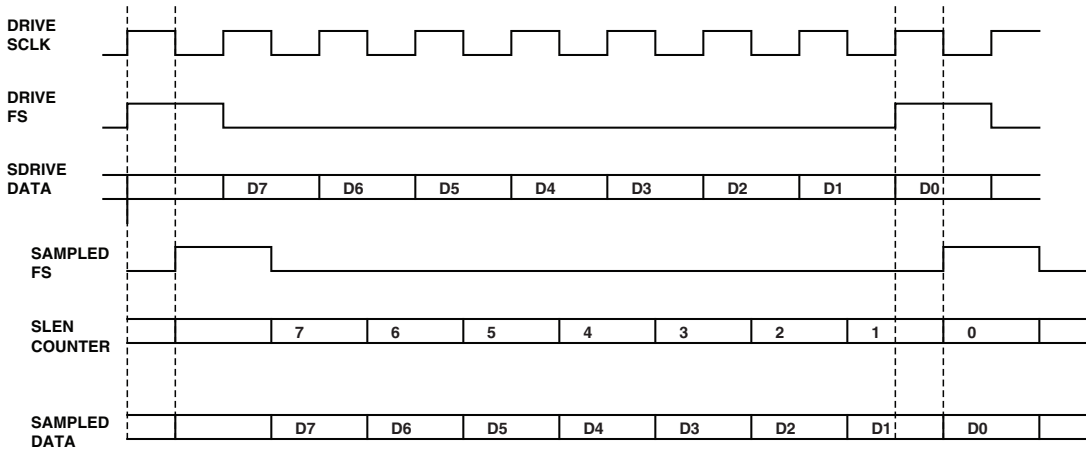 DRIVE
SCLK
DRIVE
FS
SDRIVE
DATA
D7 D6 D5 D4 D3 D2 D1 D0
SAMPLED
FS
SLEN
COUNTER
7 6 5 4 3 2 1 0
SAMPLED
DATA
D7 D6 D5 D4 D3 D2 D1 D0